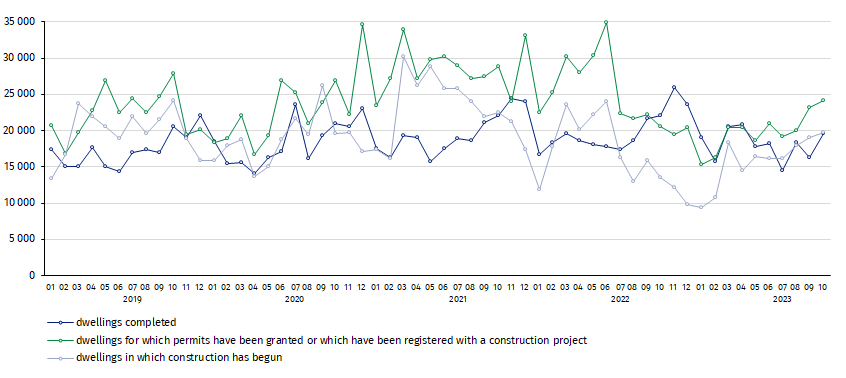 35 000
30 000
25 000
20 000
15 000
10 000
5 000
0
01 02 03 04 05 06 07 08 09 10 11 12 01 02 03 04 05 06 07 08 09 10 11 12 01 02 03 04 05 06 07 08 09 10 11 12 01 02 03 04 05 06 07 08 09 10 11 12 01 02 03 04 05 06 07 08 09 10
2019 2020 2021 2022 2023
dwellings completed
dwellings for which permits have been granted or which have been registered with a construction project
dwellings in which construction has begun